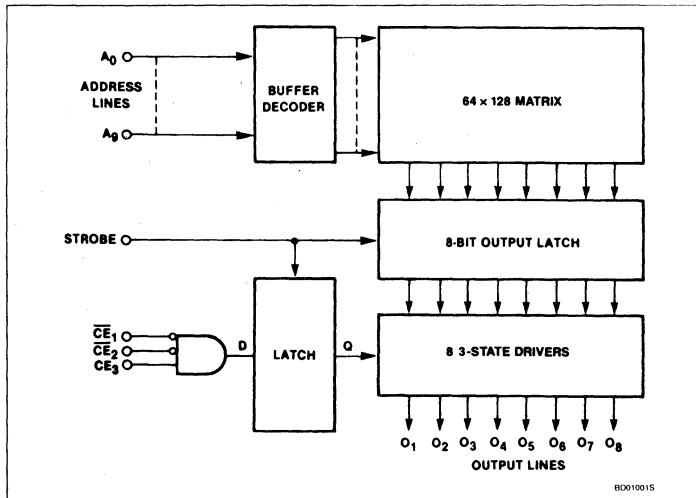 A0
ADDRESS
LINES
A9
BUFFER
DECODER
64 × 128 MATRIX
STROBE
8-BIT OUTPUT LATCH
CE1
CE2
CE3
D
LATCH
Q
8 3-STATE DRIVERS
O1 O2 O3 O4 O5 O6 O7 O8
OUTPUT LINES
BD01001S